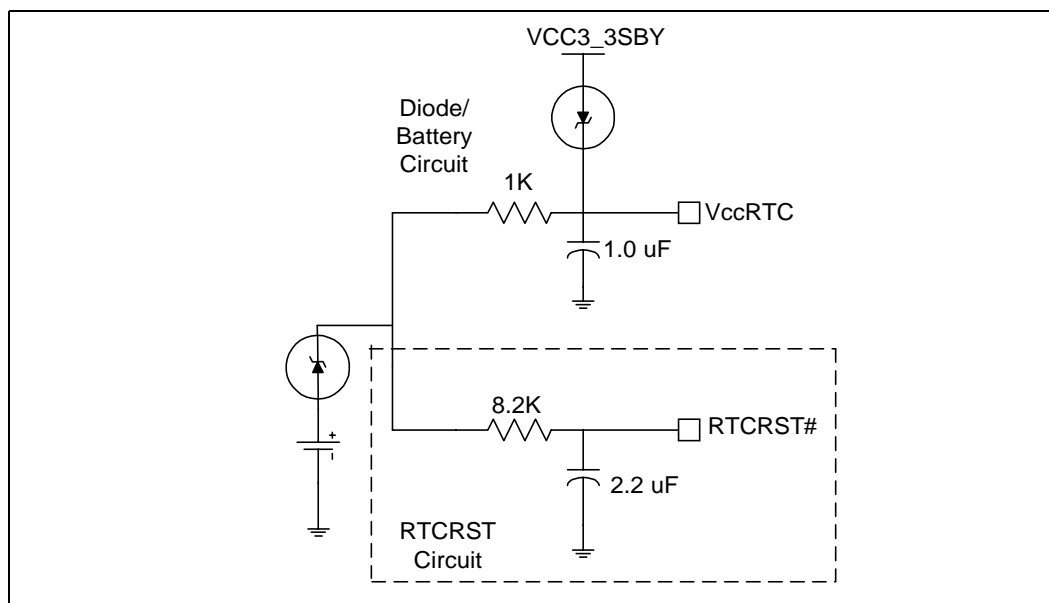 VCC3_3SBY
Diode/
Battery
Circuit
1K
VccRTC
1.0 uF
8.2K
RTCRST#
+
-
2.2 uF
RTCRST
Circuit